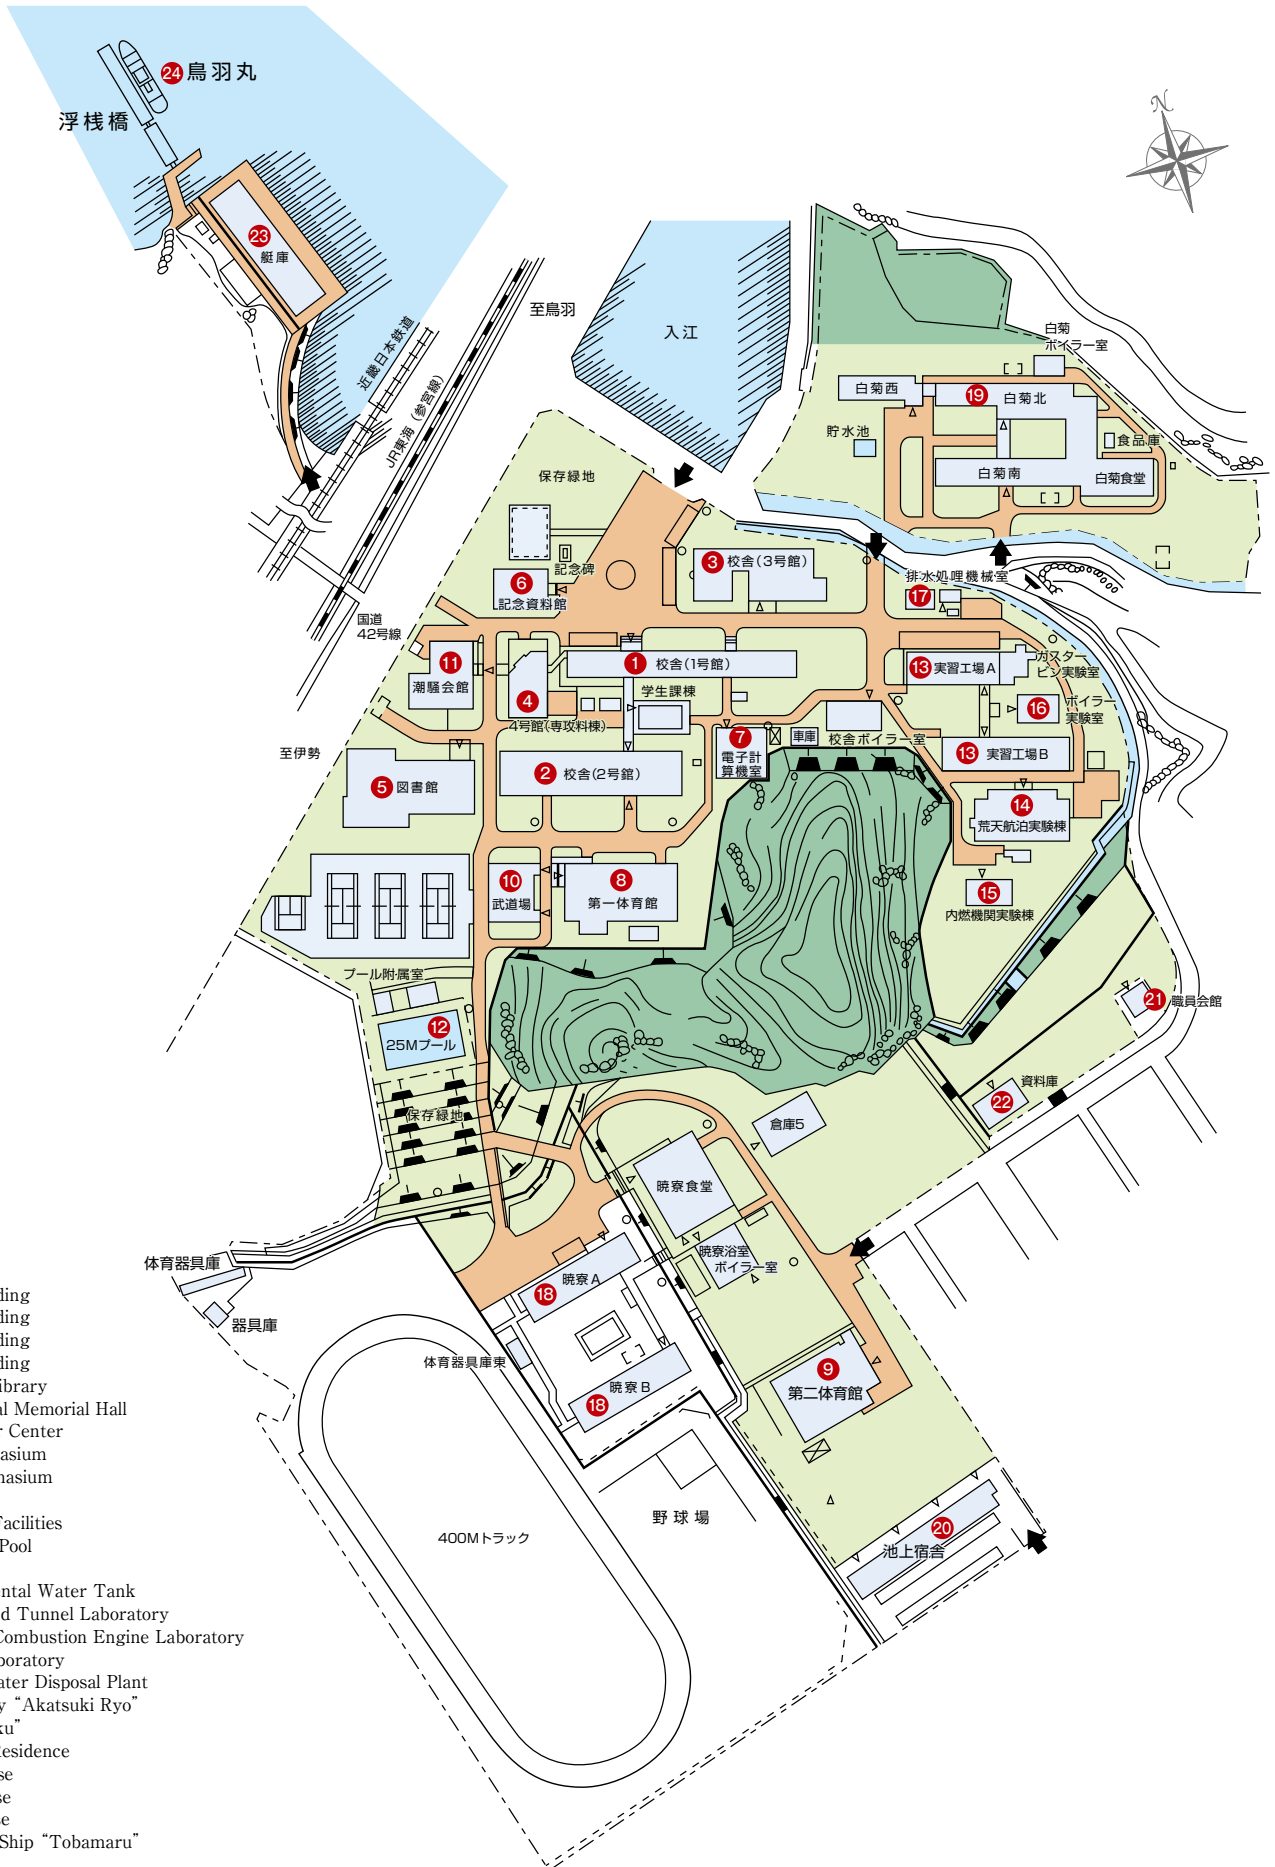 24 鳥羽丸
浮桟橋
N
23
艇庫
近畿日本鉄道
JR東海（参宮線）
至鳥羽
入江
白菊
ボイラー室
白菊西
19 白菊北
貯水池
食品庫
白菊南
白菊食堂
保存緑地
記念碑
6
記念資料館
3 校舎(3号館)
排水処理機械室
17
国道
42号線
11
潮騒会館
1 校舎(1号館)
学生課棟
4
4号館(専攻科棟)
13 実習工場A
ガスター
ビン実験室
16 ボイラー
実験室
至伊勢
5 図書館
2 校舎(2号館)
7
電子計
算機室
車庫
校舎ボイラー室
13 実習工場B
14
荒天航泊実験棟
10
武道場
8
第一体育館
15
内燃機関実験棟
プール附属室
12
25Mプール
21 職員会館
22
資料庫
保存緑地
倉庫5
暁寮食堂
暁寮浴室
ボイラー室
体育器具庫
器具庫
暁寮A
18
体育器具庫東
暁寮B
18
9
第二体育館
野球場
400Mトラック
20
池上宿舎
ding
ding
ding
ding
ibrary
al Memorial Hall
r Center
asium
nasium
Facilities
Pool
ntal Water Tank
d Tunnel Laboratory
Combustion Engine Laboratory
boratory
ater Disposal Plant
y “Akatsuki Ryo”
ku”
Residence
se
se
se
Ship “Tobamaru”